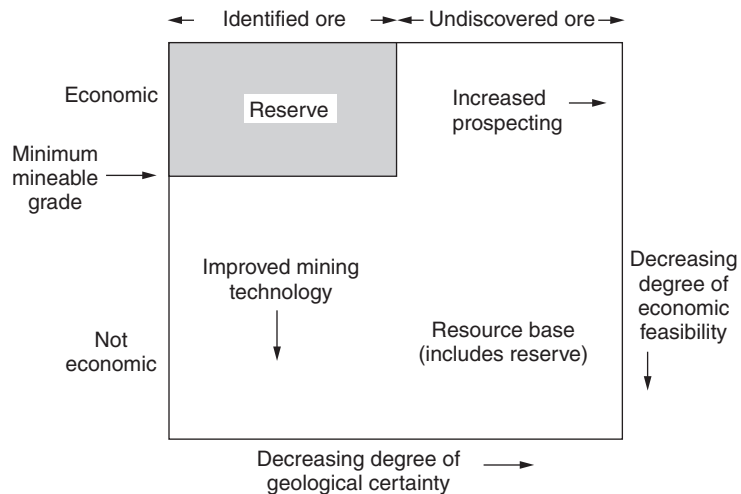 Identified ore
Undiscovered ore
Economic
Reserve
Increased
prospecting
Minimum
mineable
grade
Improved mining
technology
Decreasing
degree of
economic
feasibility
Not
economic
Resource base
(includes reserve)
Decreasing degree of
geological certainty